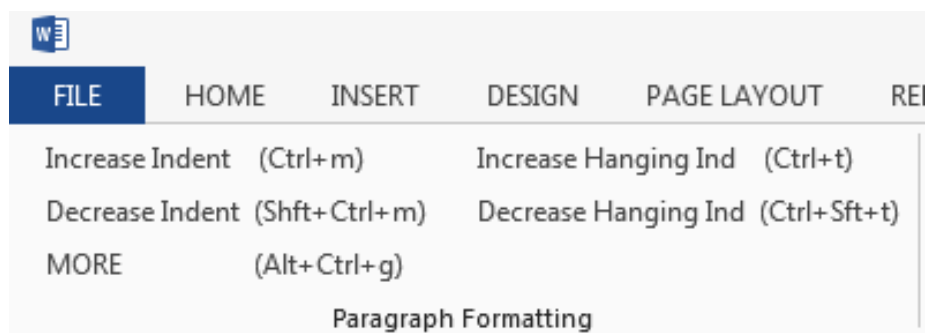 W
FILE HOME INSERT DESIGN PAGE LAYOUT
Increase Indent (Ctrl+m) Increase Hanging Ind (Ctrl+t)
Decrease Indent (Shft+Ctrl+m) Decrease Hanging Ind (Ctrl+Sft+t)
MORE (Alt+Ctrl+g)
Paragraph Formatting